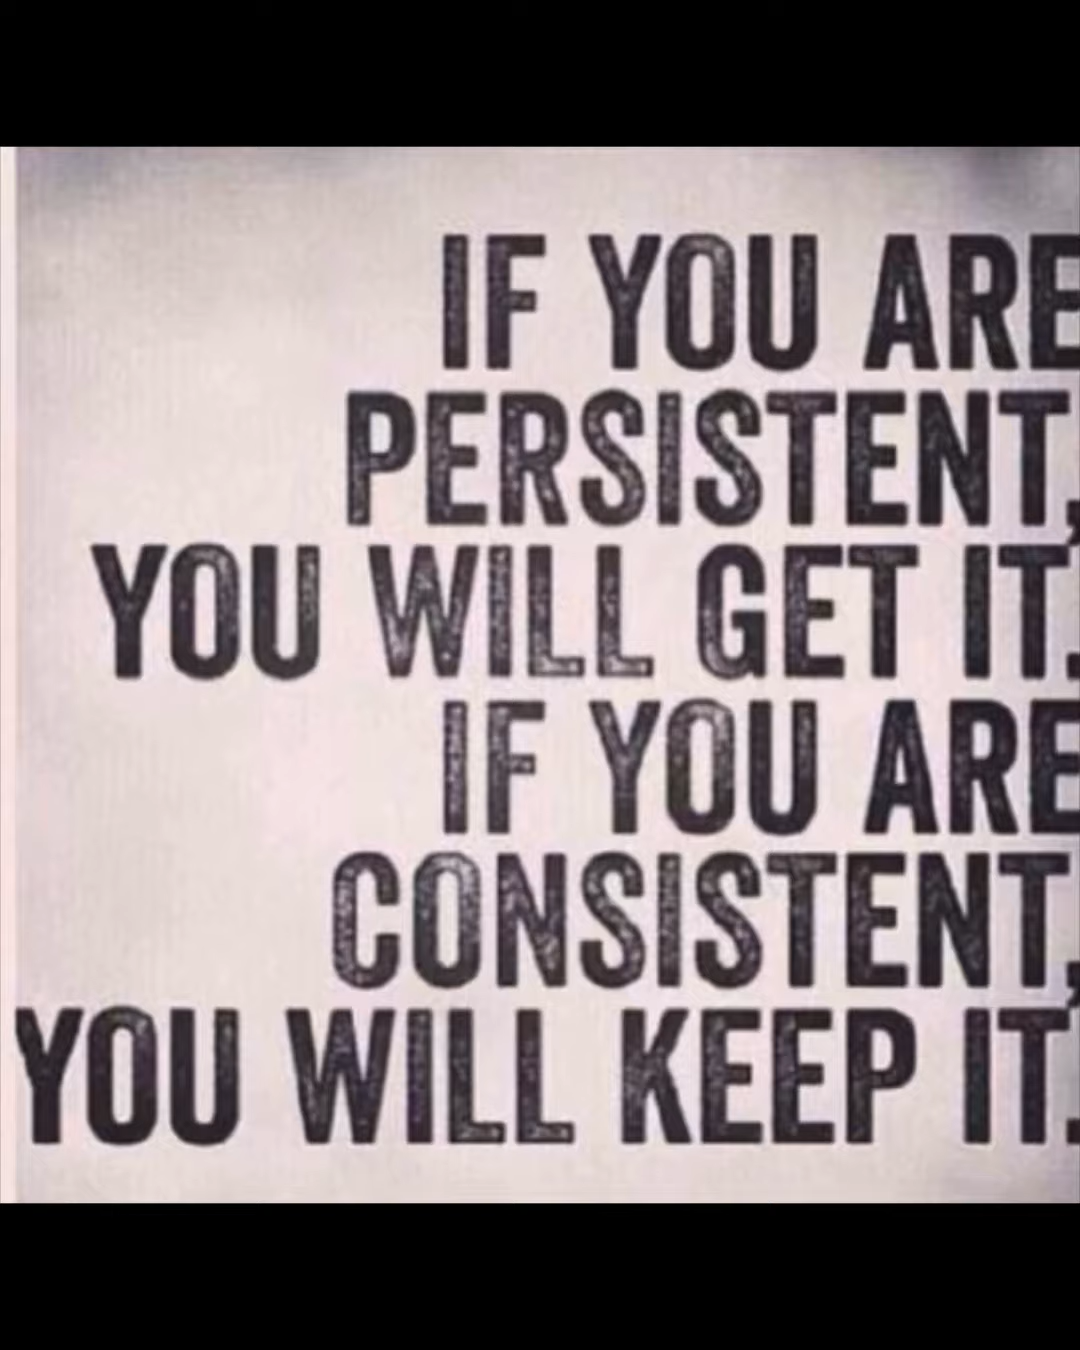 IF YOU ARE
PERSISTENT,
YOU WILL GET IT.
IF YOU ARE
CONSISTENT,
YOU WILL KEEP IT.